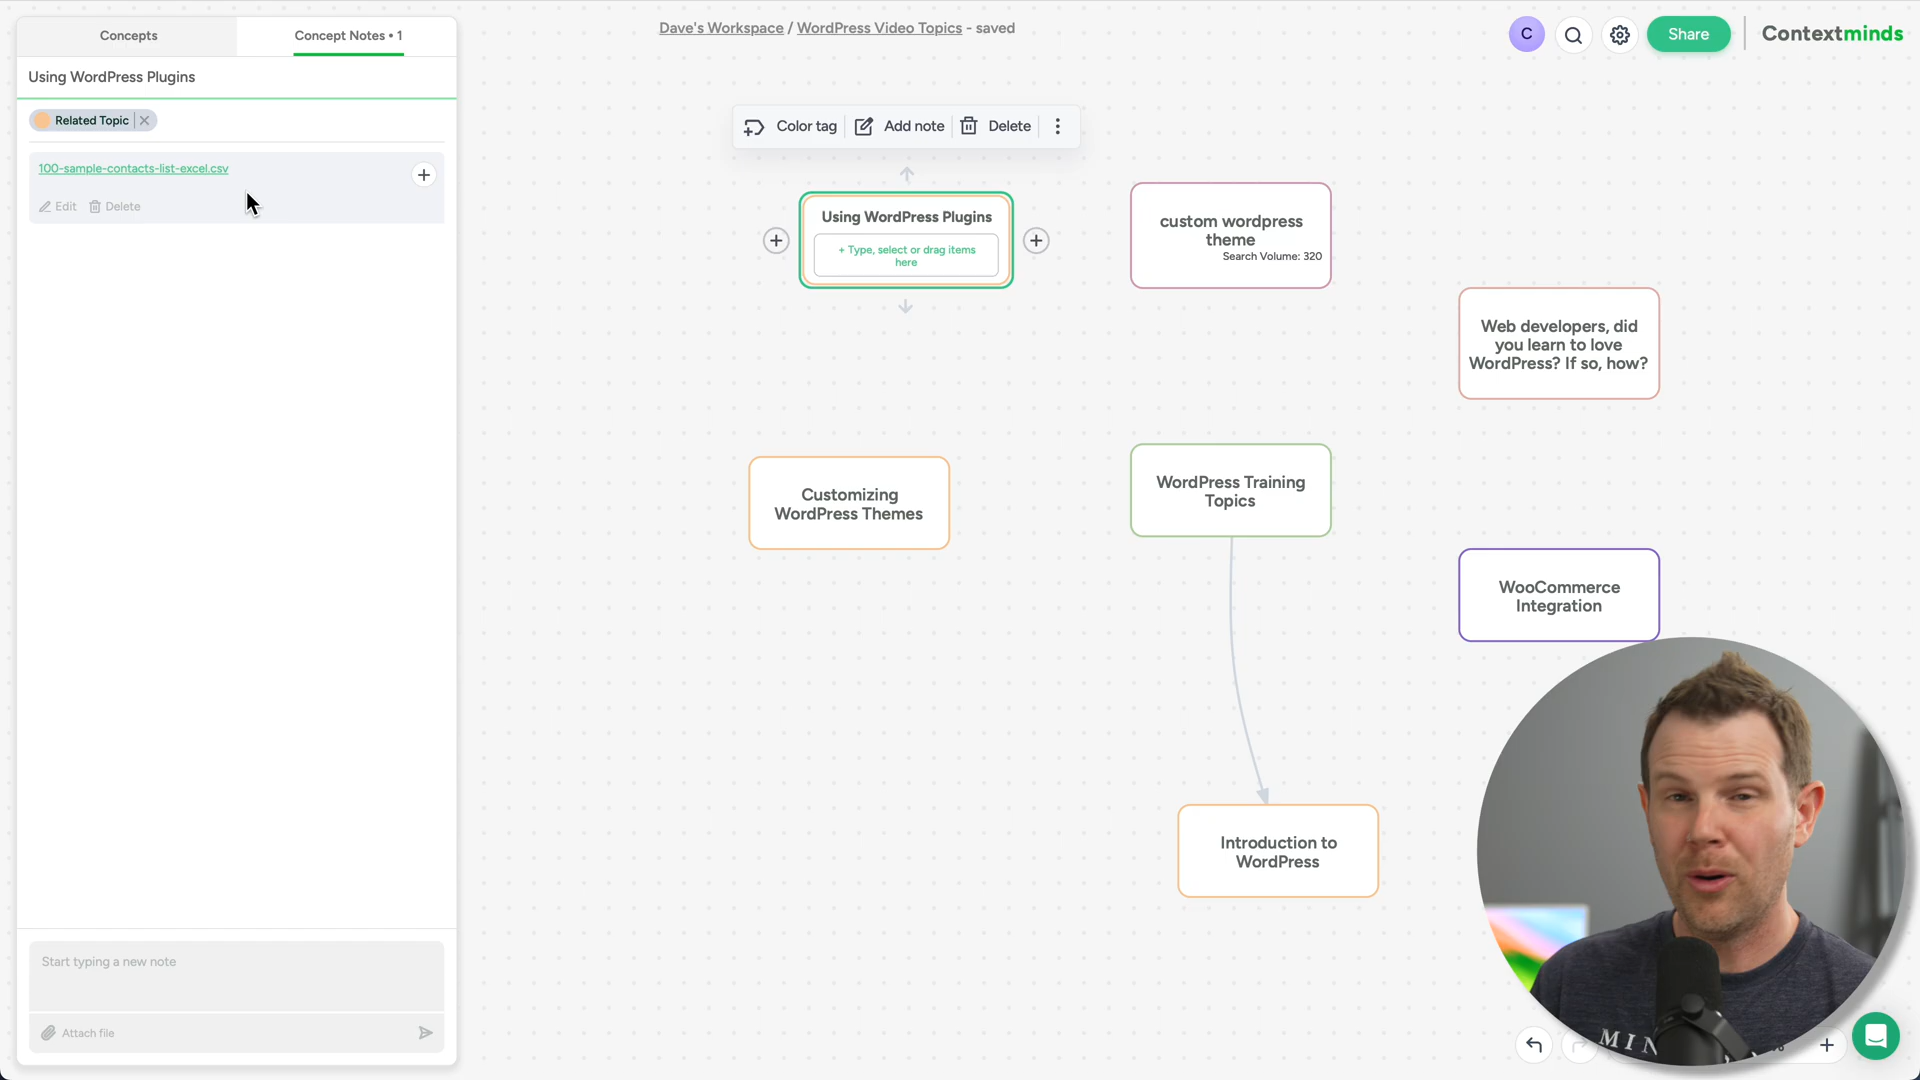 Concepts
Concept Notes • 1
Dave's Workspace / WordPress Video Topics - saved
C
Share
Contextminds
Using WordPress Plugins
Related Topic
100-sample-contacts-list-excel.csv
Edit
Delete
Color tag
Add note
Delete
Using WordPress Plugins
+ Type, select or drag items
here
custom wordpress
theme
Search Volume: 320
Web developers, did
you learn to love
WordPress? If so, how?
Customizing
WordPress Themes
WordPress Training
Topics
WooCommerce
Integration
Introduction to
WordPress
Start typing a new note
Attach file